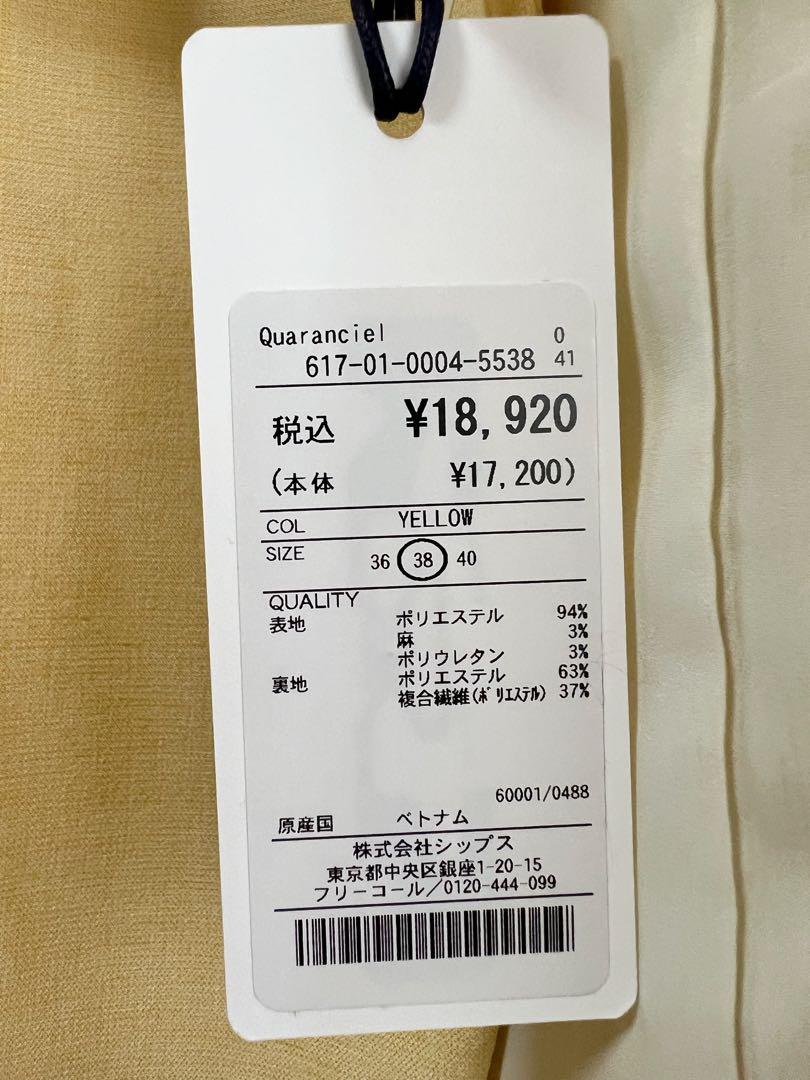 Quaranciel 0
617-01-0004-5538 41
税込 ¥18,920
(本体 ¥17,200)
COL YELLOW
SIZE 36 38 40
QUALITY
表地 ポリエステル 94%
麻 3%
ポリウレタン 3%
裏地 ポリエステル 63%
複合繊維(ﾎﾟﾘｴｽﾃﾙ) 37%
60001/0488
原産国 ベトナム
株式会社シップス
東京都中央区銀座1-20-15
フリーコール/0120-444-099